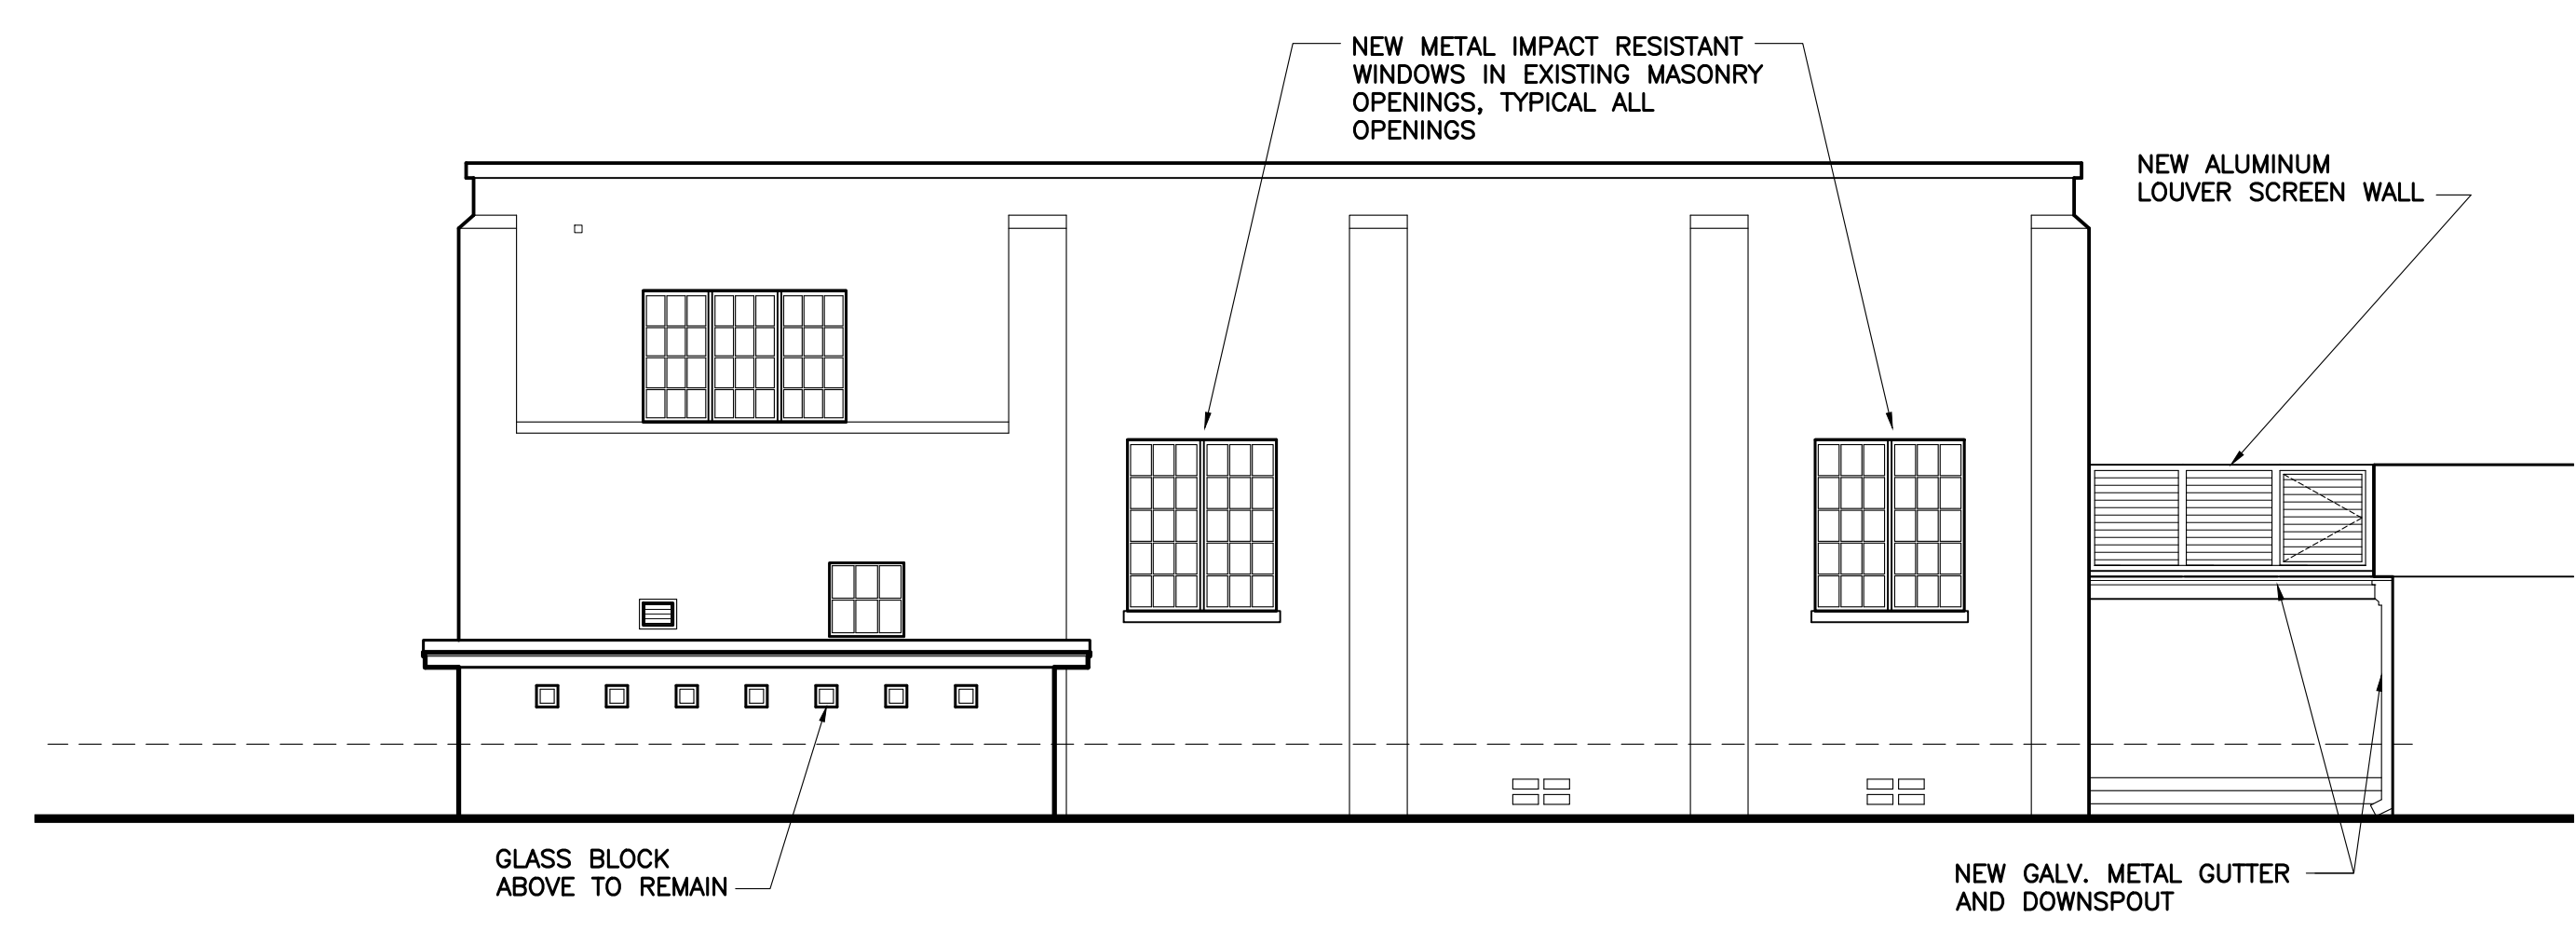 NEW METAL IMPACT RESISTANT
WINDOWS IN EXISTING MASONRY
OPENINGS, TYPICAL ALL
OPENINGS
NEW ALUMINUM
LOUVER SCREEN WALL
GLASS BLOCK
ABOVE TO REMAIN
NEW GALV. METAL GUTTER
AND DOWNSPOUT